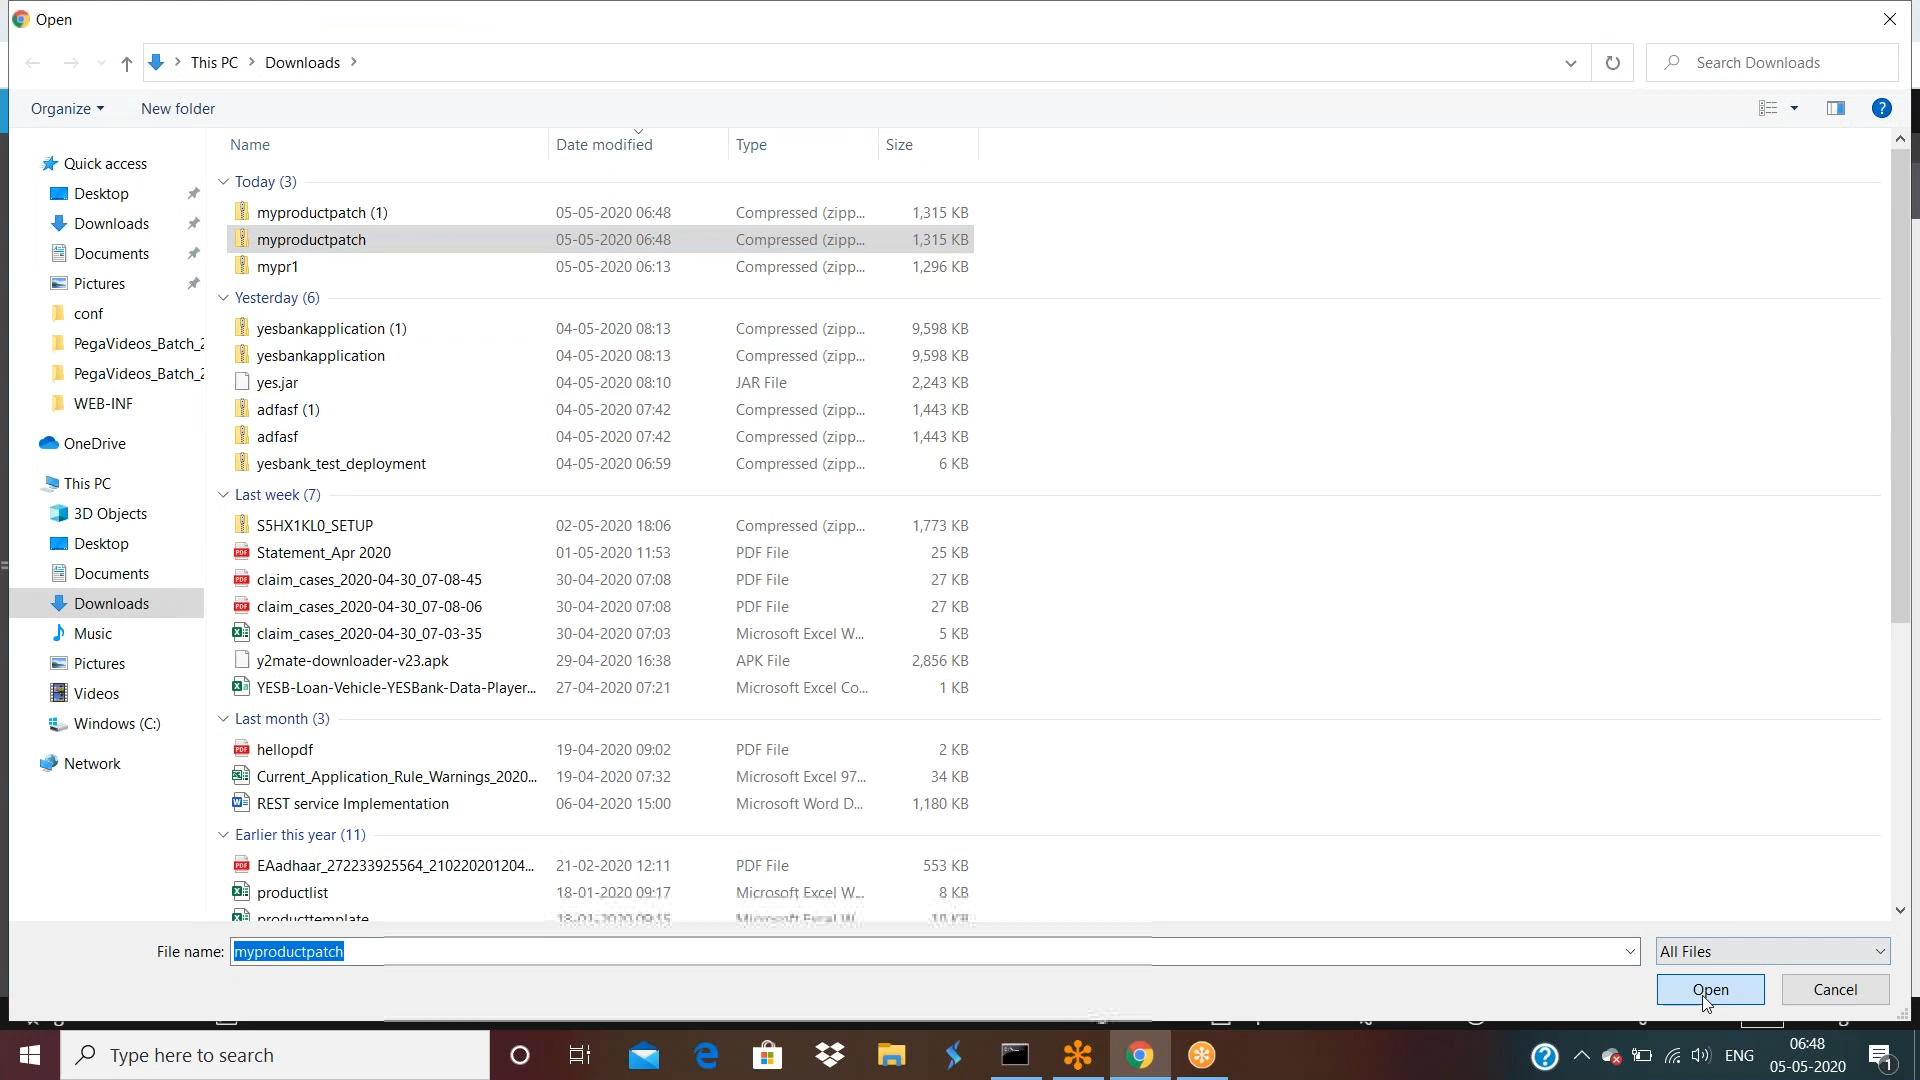 Open
This PC > Downloads >
Search Downloads
Organize
New folder
Name
Date modified
Type
Size
Quick access
Desktop
Downloads
Documents
Pictures
conf
PegaVideos_Batch_2
PegaVideos_Batch_2
WEB-INF
OneDrive
This PC
3D Objects
Desktop
Documents
Downloads
Music
Pictures
Videos
Windows (C:)
Network
Today (3)
myproductpatch (1) 05-05-2020 06:48 Compressed (zipp... 1,315 KB
myproductpatch 05-05-2020 06:48 Compressed (zipp... 1,315 KB
mypr1 05-05-2020 06:13 Compressed (zipp... 1,296 KB
Yesterday (6)
yesbankapplication (1) 04-05-2020 08:13 Compressed (zipp... 9,598 KB
yesbankapplication 04-05-2020 08:13 Compressed (zipp... 9,598 KB
yes.jar 04-05-2020 08:10 JAR File 2,243 KB
adfasf (1) 04-05-2020 07:42 Compressed (zipp... 1,443 KB
adfasf 04-05-2020 07:42 Compressed (zipp... 1,443 KB
yesbank_test_deployment 04-05-2020 06:59 Compressed (zipp... 6 KB
Last week (7)
S5HX1KL0_SETUP 02-05-2020 18:06 Compressed (zipp... 1,773 KB
Statement_Apr 2020 01-05-2020 11:53 PDF File 25 KB
claim_cases_2020-04-30_07-08-45 30-04-2020 07:08 PDF File 27 KB
claim_cases_2020-04-30_07-08-06 30-04-2020 07:08 PDF File 27 KB
claim_cases_2020-04-30_07-03-35 30-04-2020 07:03 Microsoft Excel W... 5 KB
y2mate-downloader-v23.apk 29-04-2020 16:38 APK File 2,856 KB
YESB-Loan-Vehicle-YESBank-Data-Player... 27-04-2020 07:21 Microsoft Excel Co... 1 KB
Last month (3)
hellopdf 19-04-2020 09:02 PDF File 2 KB
Current_Application_Rule_Warnings_2020... 19-04-2020 07:32 Microsoft Excel 97... 34 KB
REST service Implementation 06-04-2020 15:00 Microsoft Word D... 1,180 KB
Earlier this year (11)
EAadhaar_272233925564_210220201204... 21-02-2020 12:11 PDF File 553 KB
productlist 18-01-2020 09:17 Microsoft Excel W... 8 KB
producttemplate
File name: myproductpatch
All Files
Open
Cancel
Type here to search
ENG
06:48
05-05-2020
1